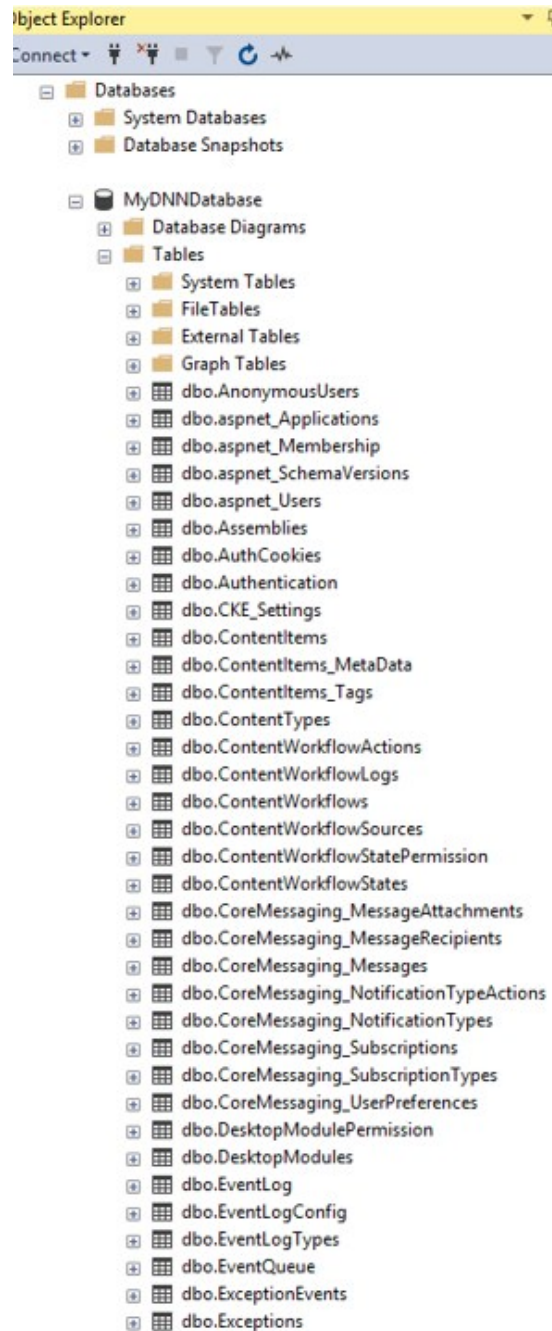 Object Explorer
Connect
Databases
System Databases
Database Snapshots
MyDNNDatabase
Database Diagrams
Tables
System Tables
FileTables
External Tables
Graph Tables
dbo.AnonymousUsers
dbo.aspnet_Applications
dbo.aspnet_Membership
dbo.aspnet_SchemaVersions
dbo.aspnet_Users
dbo.Assemblies
dbo.AuthCookies
dbo.Authentication
dbo.CKE_Settings
dbo.ContentItems
dbo.ContentItems_MetaData
dbo.ContentItems_Tags
dbo.ContentTypes
dbo.ContentWorkflowActions
dbo.ContentWorkflowLogs
dbo.ContentWorkflows
dbo.ContentWorkflowSources
dbo.ContentWorkflowStatePermission
dbo.ContentWorkflowStates
dbo.CoreMessaging_MessageAttachments
dbo.CoreMessaging_MessageRecipients
dbo.CoreMessaging_Messages
dbo.CoreMessaging_NotificationTypeActions
dbo.CoreMessaging_NotificationTypes
dbo.CoreMessaging_Subscriptions
dbo.CoreMessaging_SubscriptionTypes
dbo.CoreMessaging_UserPreferences
dbo.DesktopModulePermission
dbo.DesktopModules
dbo.EventLog
dbo.EventLogConfig
dbo.EventLogTypes
dbo.EventQueue
dbo.ExceptionEvents
dbo.Exceptions